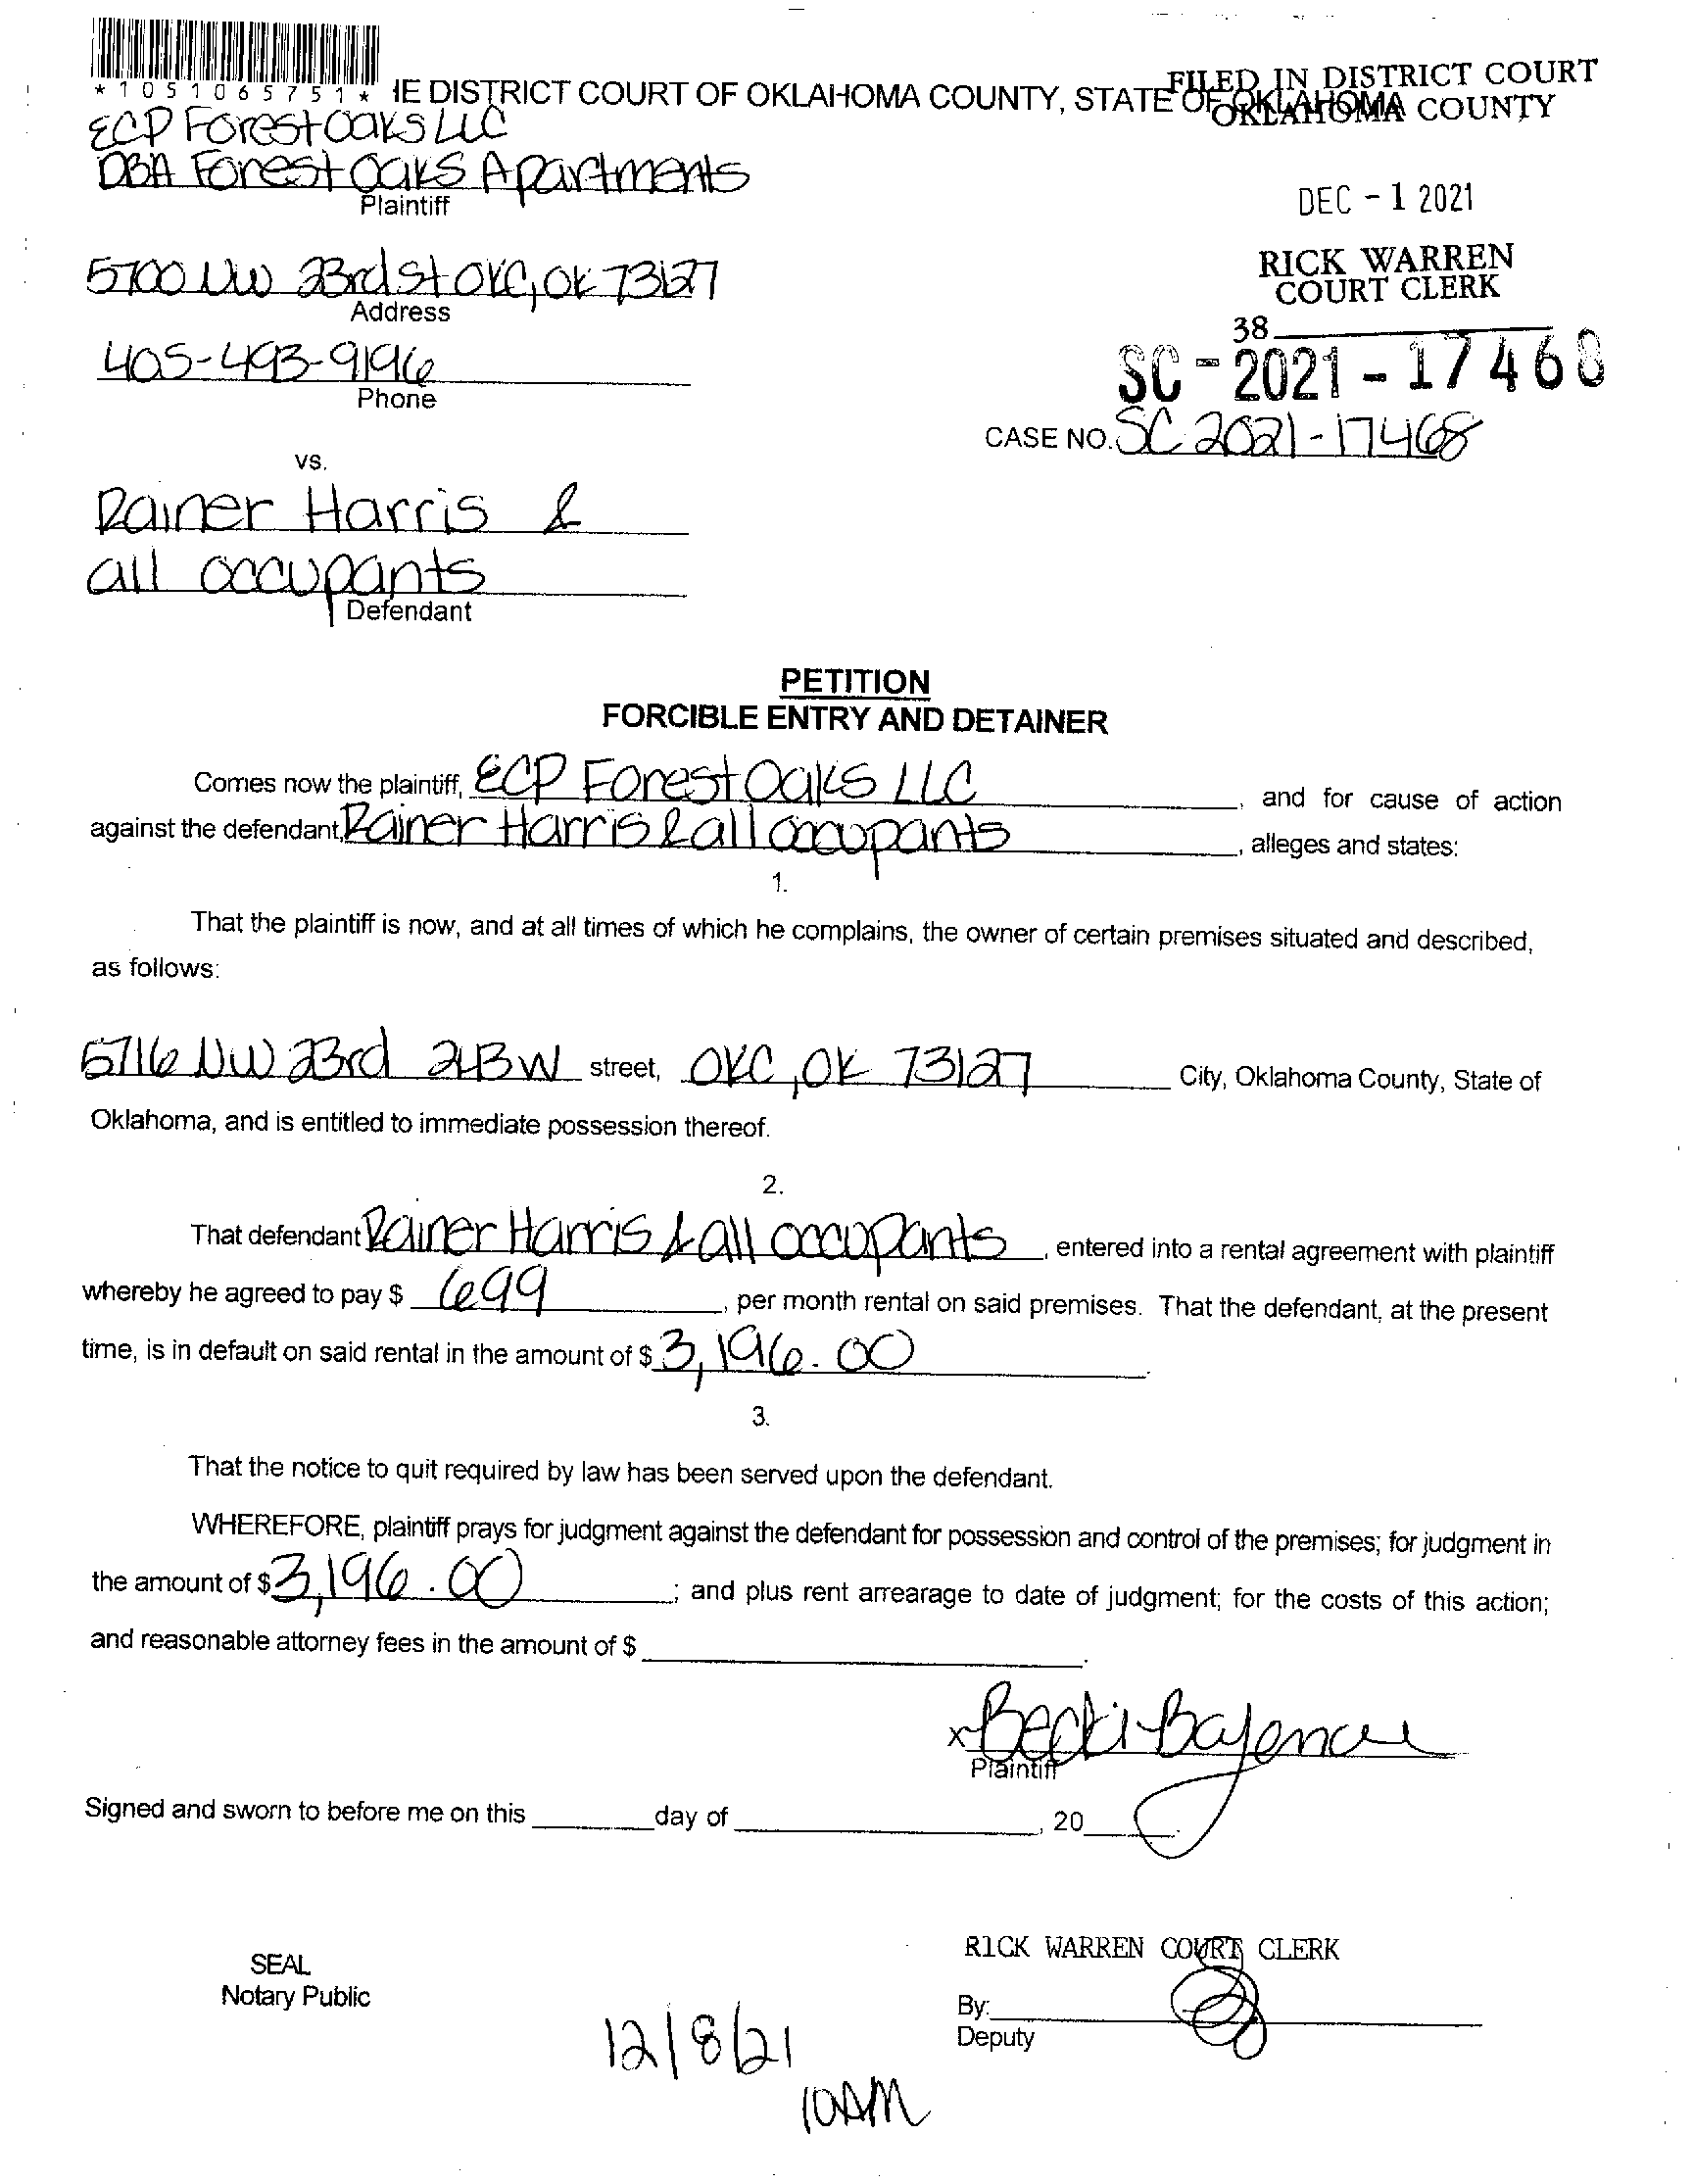 *1051065751* IE DISTRICT COURT OF OKLAHOMA COUNTY, STATE OF OKLAHOMA
FILED IN DISTRICT COURT
OKLAHOMA COUNTY
ECP Forest Oaks LLC
DBA Forest Oaks Apartments
Plaintiff
DEC - 1 2021
5700 NW 23rd St OKC, OK 73127
Address
RICK WARREN
COURT CLERK
38
405-493-9196
Phone
SC - 2021 - 17468
CASE NO. SC 2021-17468
vs.
Rainer Harris &
all occupants
Defendant
PETITION
FORCIBLE ENTRY AND DETAINER
Comes now the plaintiff, ECP Forest Oaks LLC, and for cause of action
against the defendant, Rainer Harris & all occupants, alleges and states:
1.
That the plaintiff is now, and at all times of which he complains, the owner of certain premises situated and described,
as follows:
5716 NW 23rd 213W street, OKC, OK 73127 City, Oklahoma County, State of
Oklahoma, and is entitled to immediate possession thereof.
2.
That defendant Rainer Harris & all occupants, entered into a rental agreement with plaintiff
whereby he agreed to pay $ 699, per month rental on said premises. That the defendant, at the present
time, is in default on said rental in the amount of $ 3,196.00.
3.
That the notice to quit required by law has been served upon the defendant.
WHEREFORE, plaintiff prays for judgment against the defendant for possession and control of the premises; for judgment in
the amount of $ 3,196.00; and plus rent arrearage to date of judgment; for the costs of this action;
and reasonable attorney fees in the amount of $ .
x Becki
Plaintiff
Signed and sworn to before me on this day of , 20
RICK WARREN COURT CLERK
SEAL
Notary Public
By:
Deputy
12/8/21
10AM